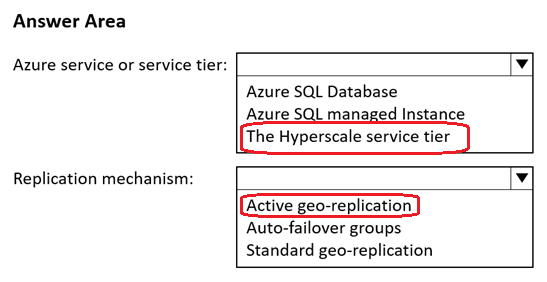 Answer Area
Azure service or service tier:
Azure SQL Database
Azure SQL managed Instance
The Hyperscale service tier
Replication mechanism:
Active geo-replication
Auto-failover groups
Standard geo-replication